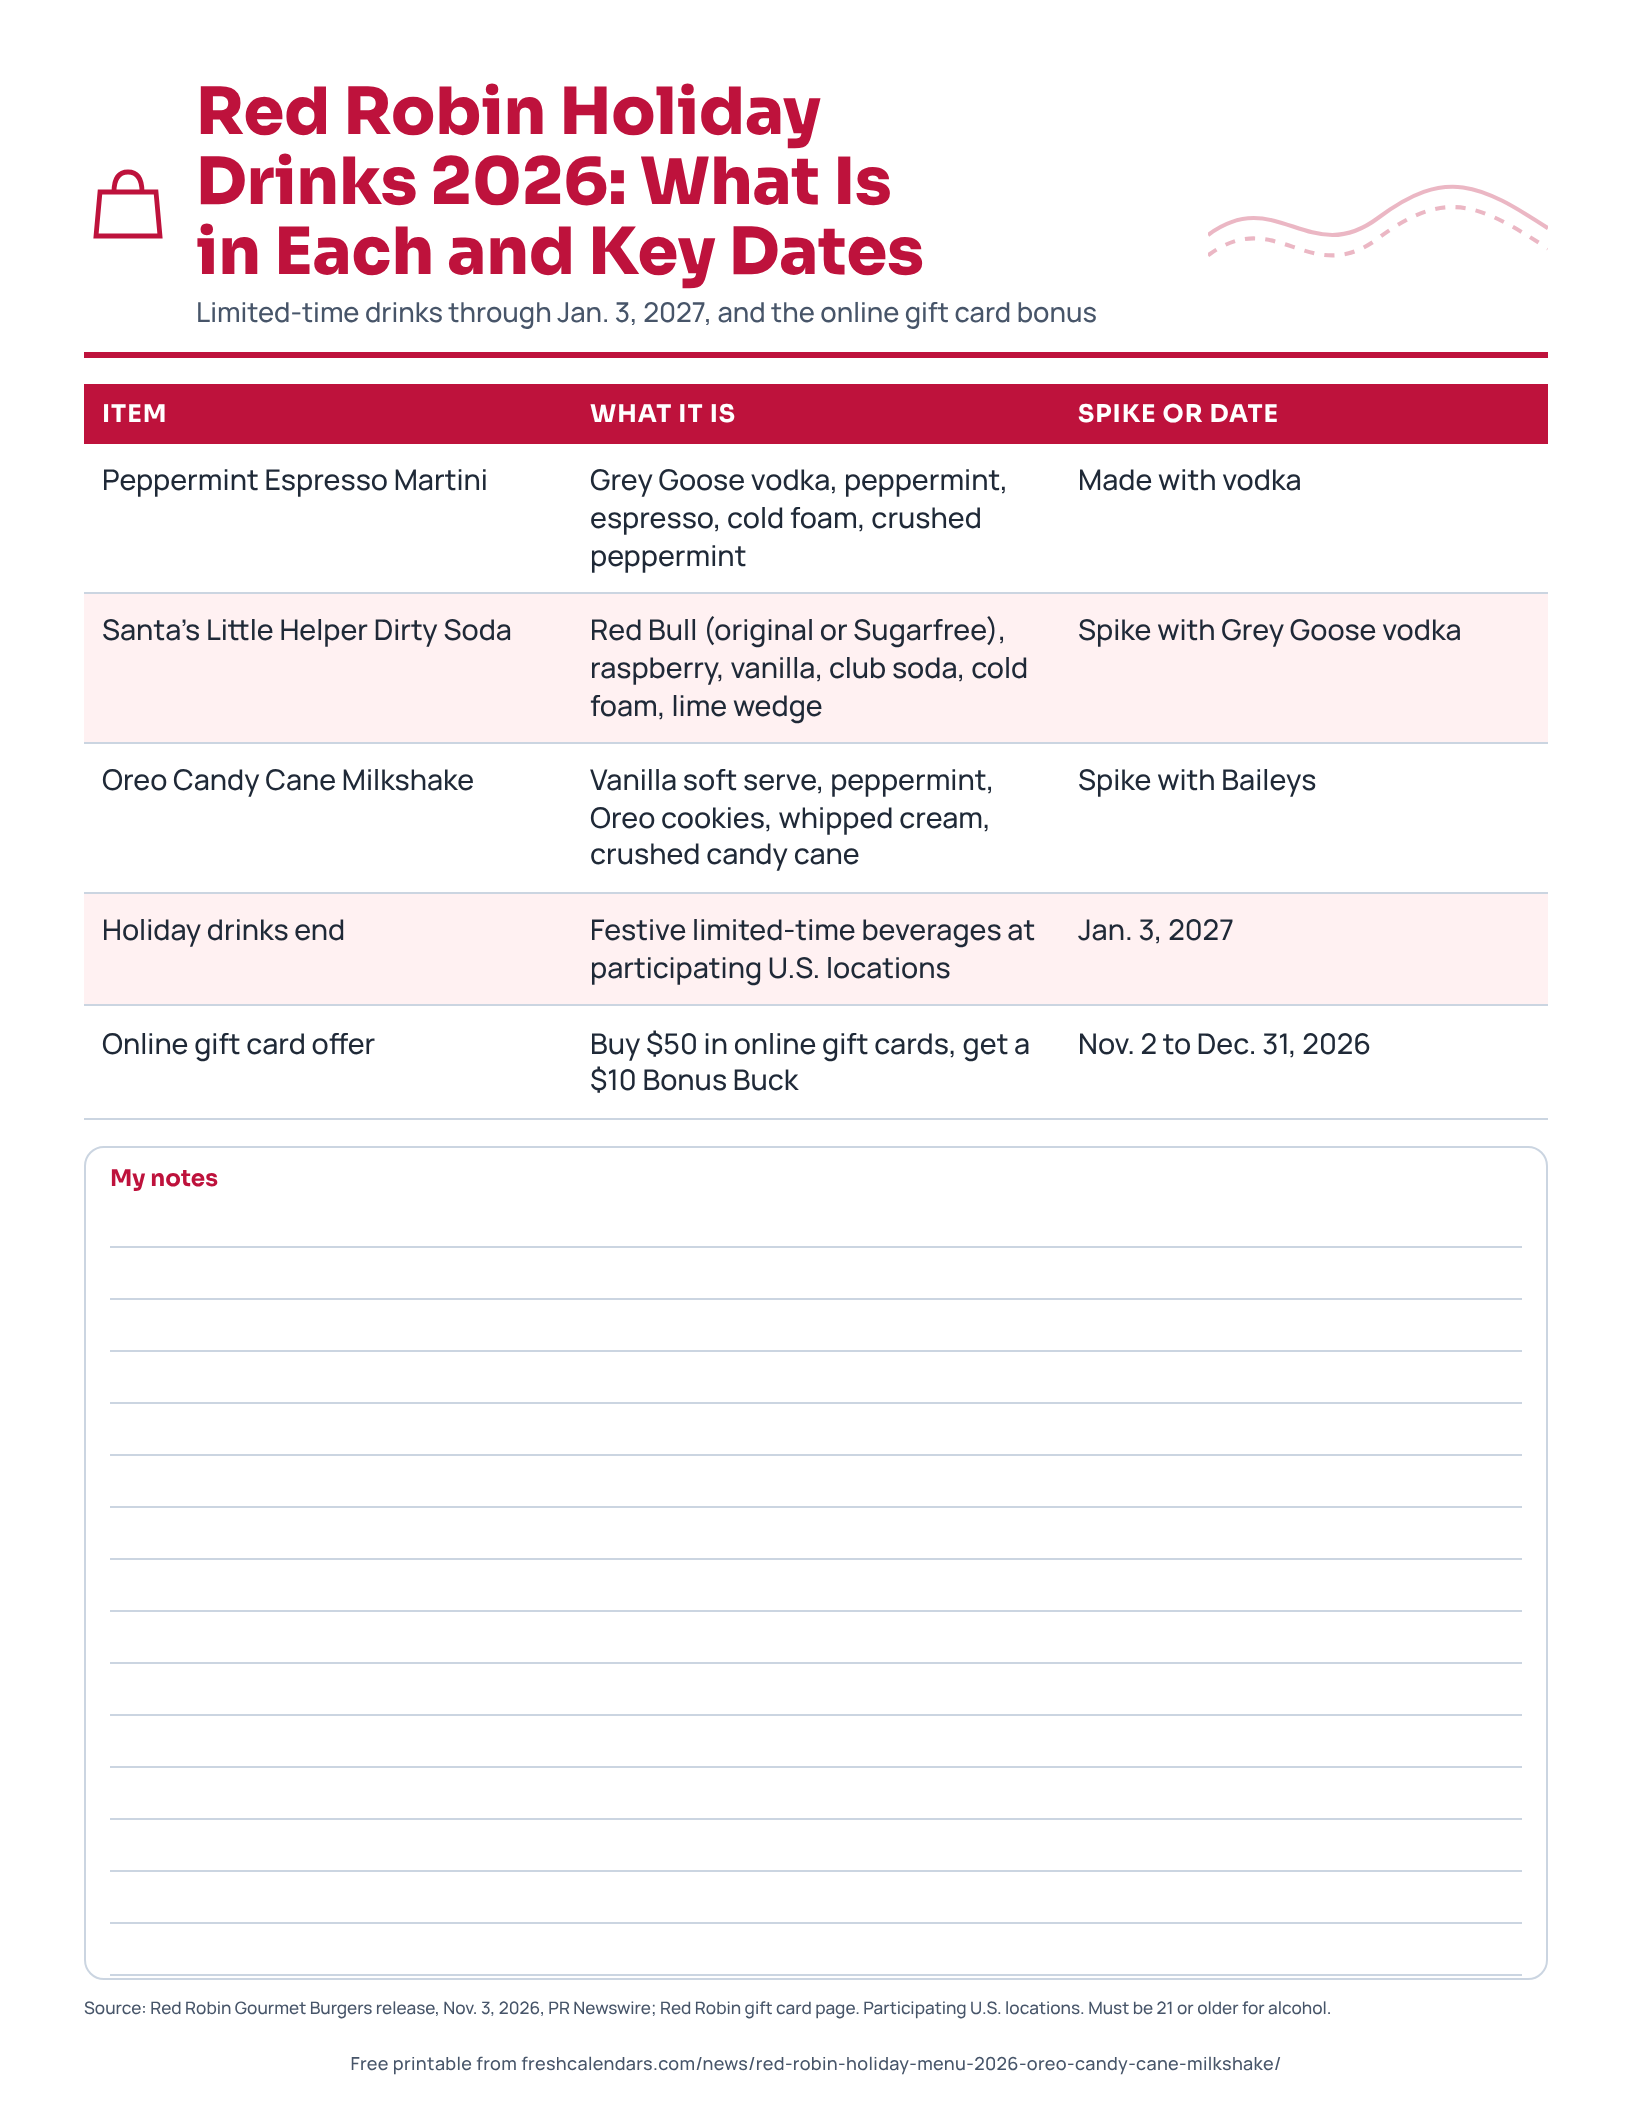 Red Robin Holiday
Drinks 2026: What Is
in Each and Key Dates
Limited-time drinks through Jan. 3, 2027, and the online gift card bonus
ITEM WHAT IT IS SPIKE OR DATE
Peppermint Espresso Martini Grey Goose vodka, peppermint, Made with vodka
espresso, cold foam, crushed
peppermint
Santa’s Little Helper Dirty Soda Red Bull (original or Sugarfree), Spike with Grey Goose vodka
raspberry, vanilla, club soda, cold
foam, lime wedge
Oreo Candy Cane Milkshake Vanilla soft serve, peppermint, Spike with Baileys
Oreo cookies, whipped cream,
crushed candy cane
Holiday drinks end Festive limited-time beverages at Jan. 3, 2027
participating U.S. locations
Online gift card offer Buy $50 in online gift cards, get a Nov. 2 to Dec. 31, 2026
$10 Bonus Buck
My notes
Source: Red Robin Gourmet Burgers release, Nov. 3, 2026, PR Newswire; Red Robin gift card page. Participating U.S. locations. Must be 21 or older for alcohol.
Free printable from freshcalendars.com/news/red-robin-holiday-menu-2026-oreo-candy-cane-milkshake/